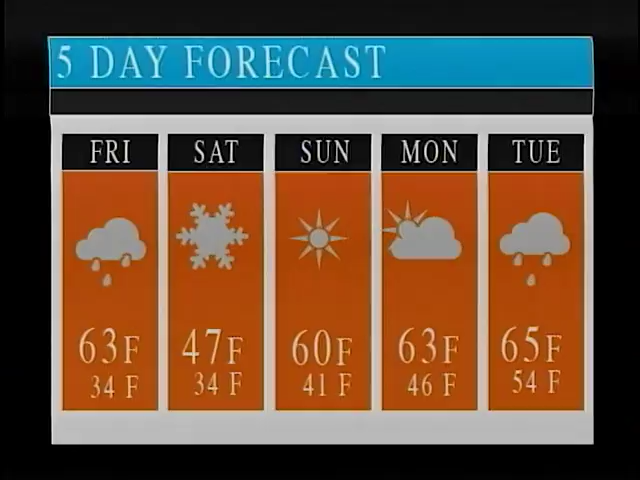 5 DAY FORECAST
FRI SAT SUN MON TUE
63F 47F 60F 63F 65F
34 F 34 F 41 F 46 F 54 F